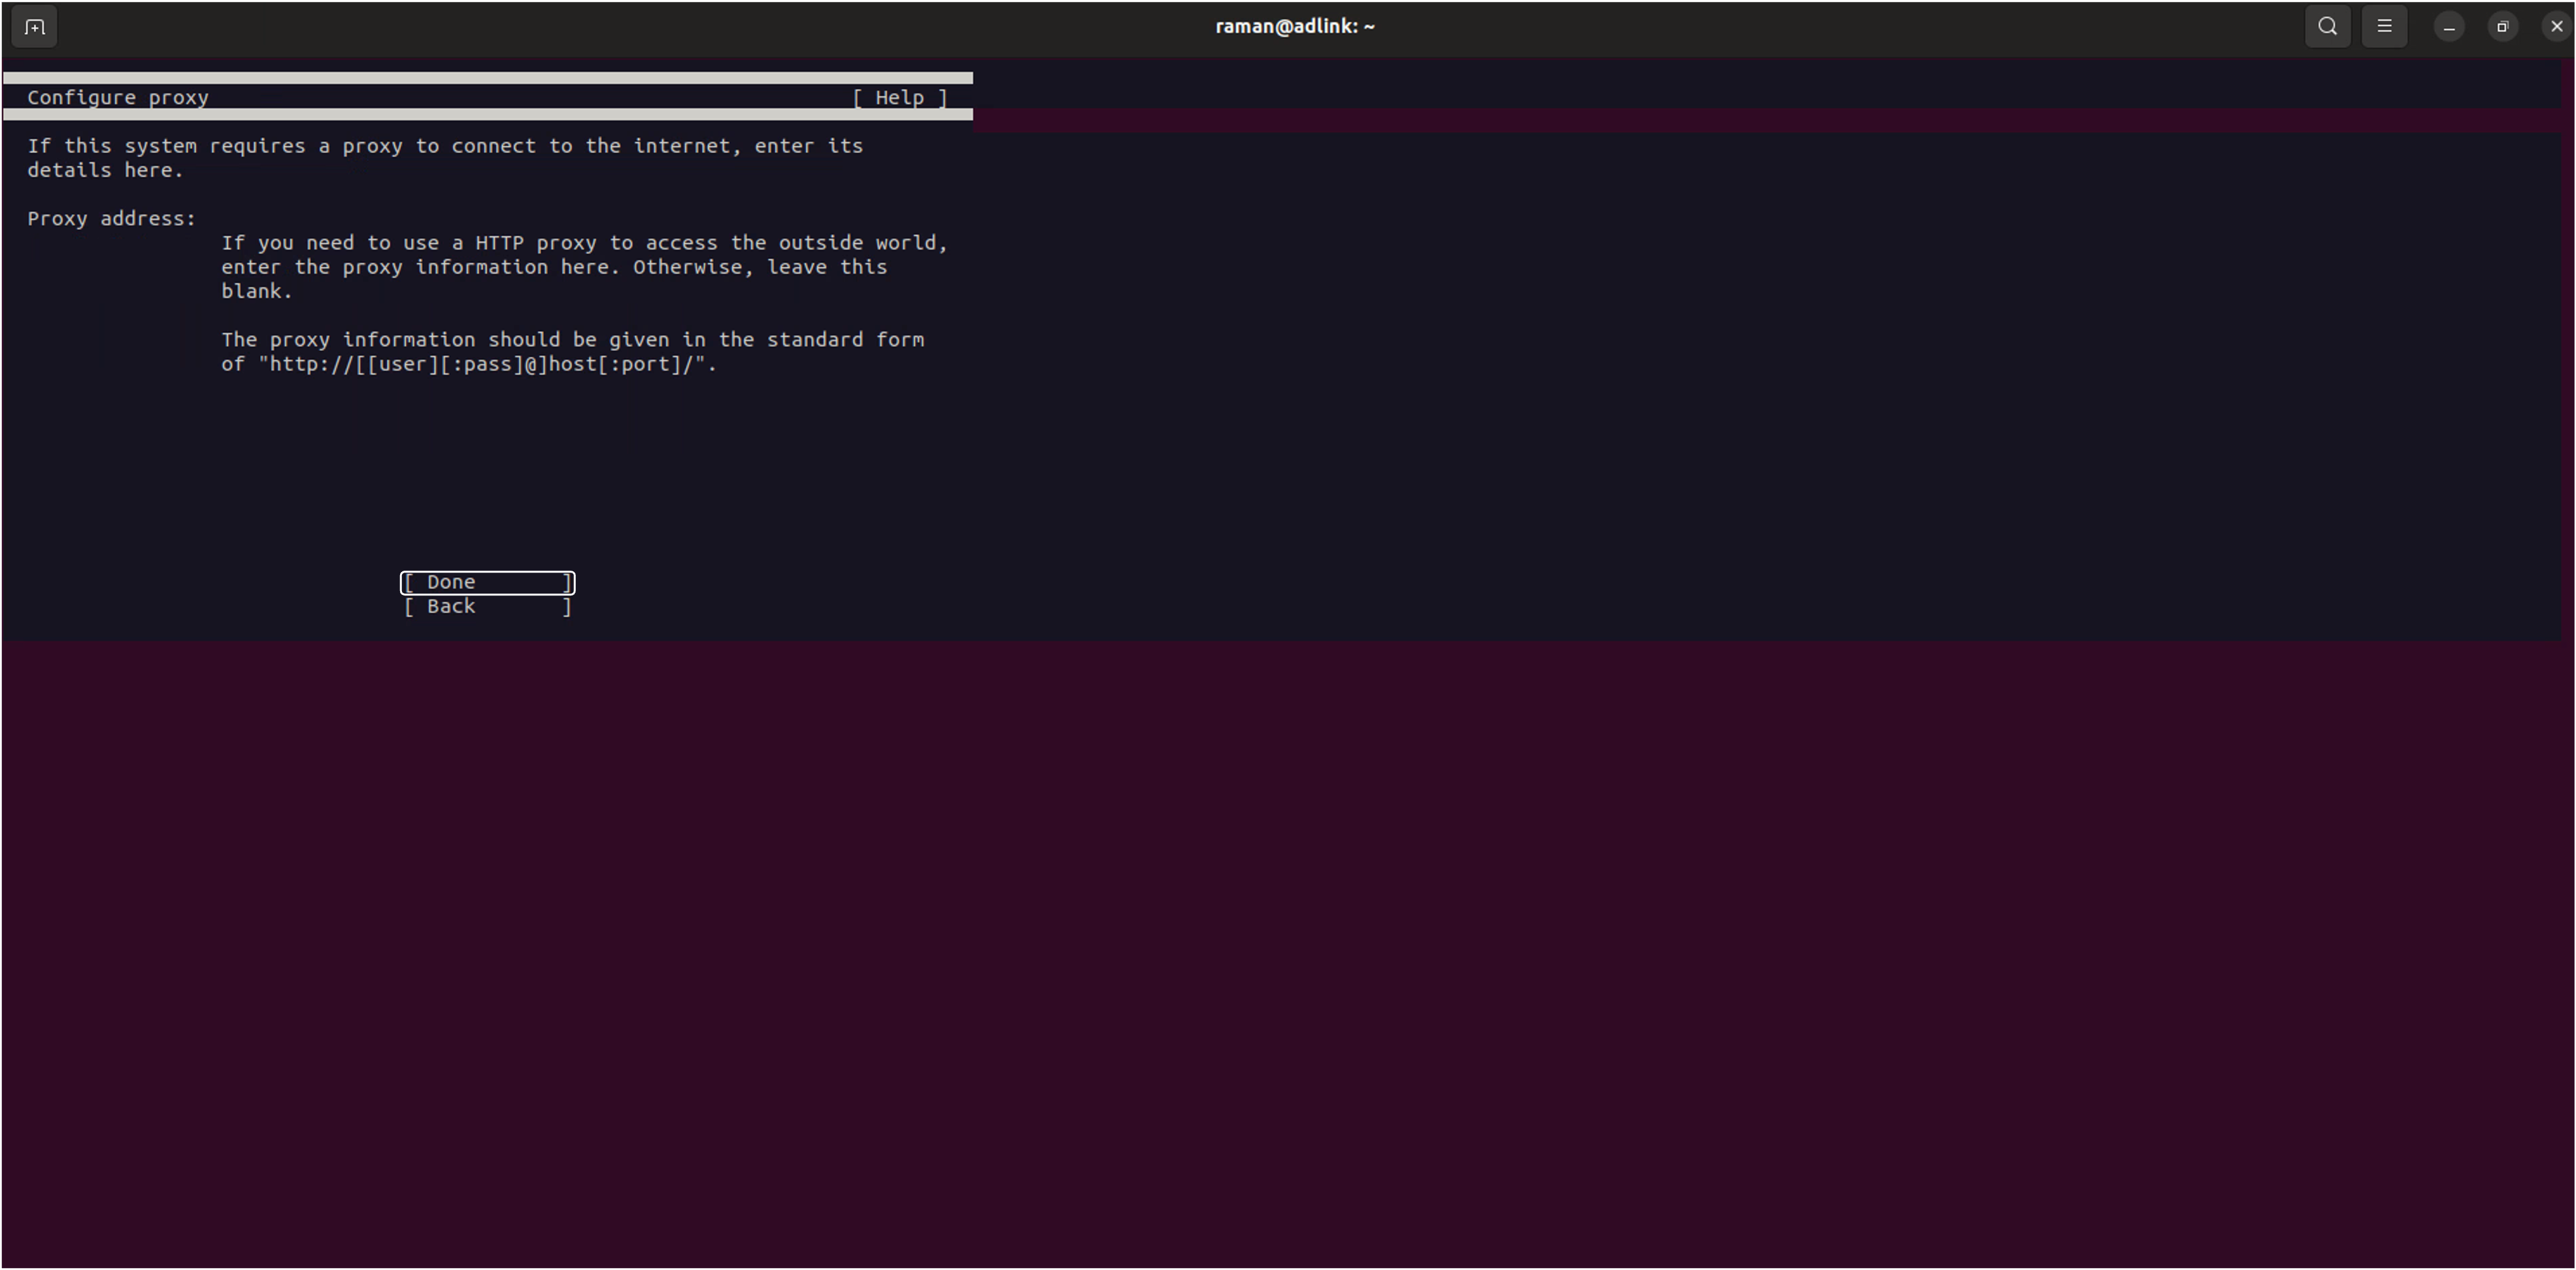 raman@adlink: ~
Configure proxy [ Help ]
If this system requires a proxy to connect to the internet, enter its
details here.
Proxy address:
If you need to use a HTTP proxy to access the outside world,
enter the proxy information here. Otherwise, leave this
blank.
The proxy information should be given in the standard form
of "http://[[user][:pass]@]host[:port]/".
[ Done ]
[ Back ]